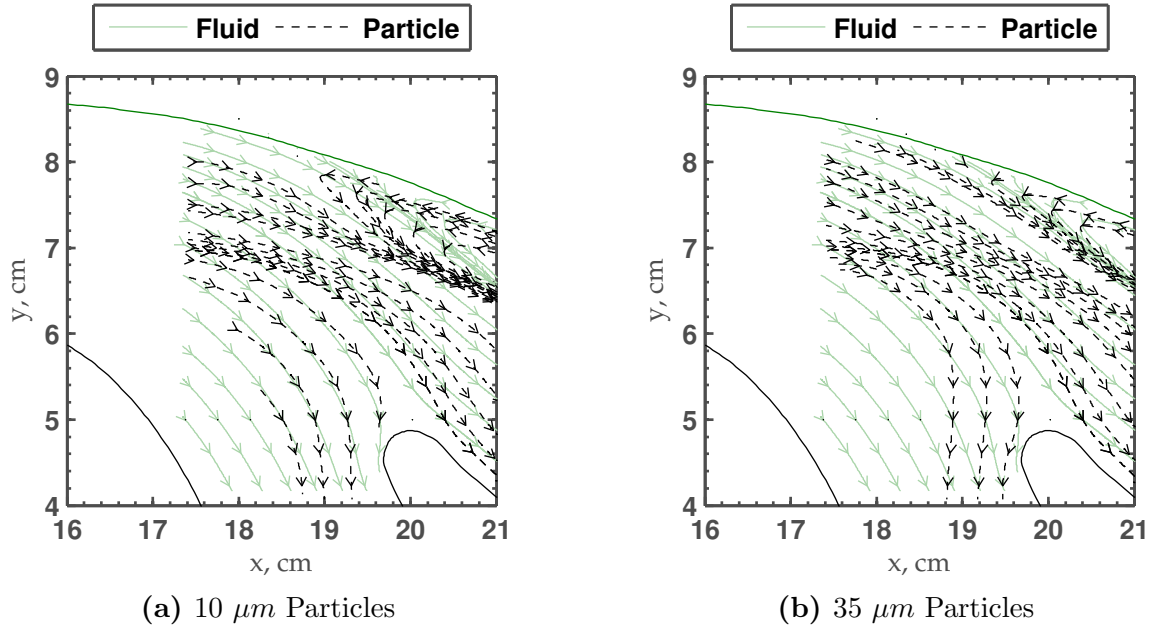 Fluid Particle Fluid Particle
9 9
8 8
7 7
6 6
5 5
4 4
y, cm y, cm
16 17 18 19 20 21 16 17 18 19 20 21
x, cm x, cm
(a) 10 μm Particles (b) 35 μm Particles